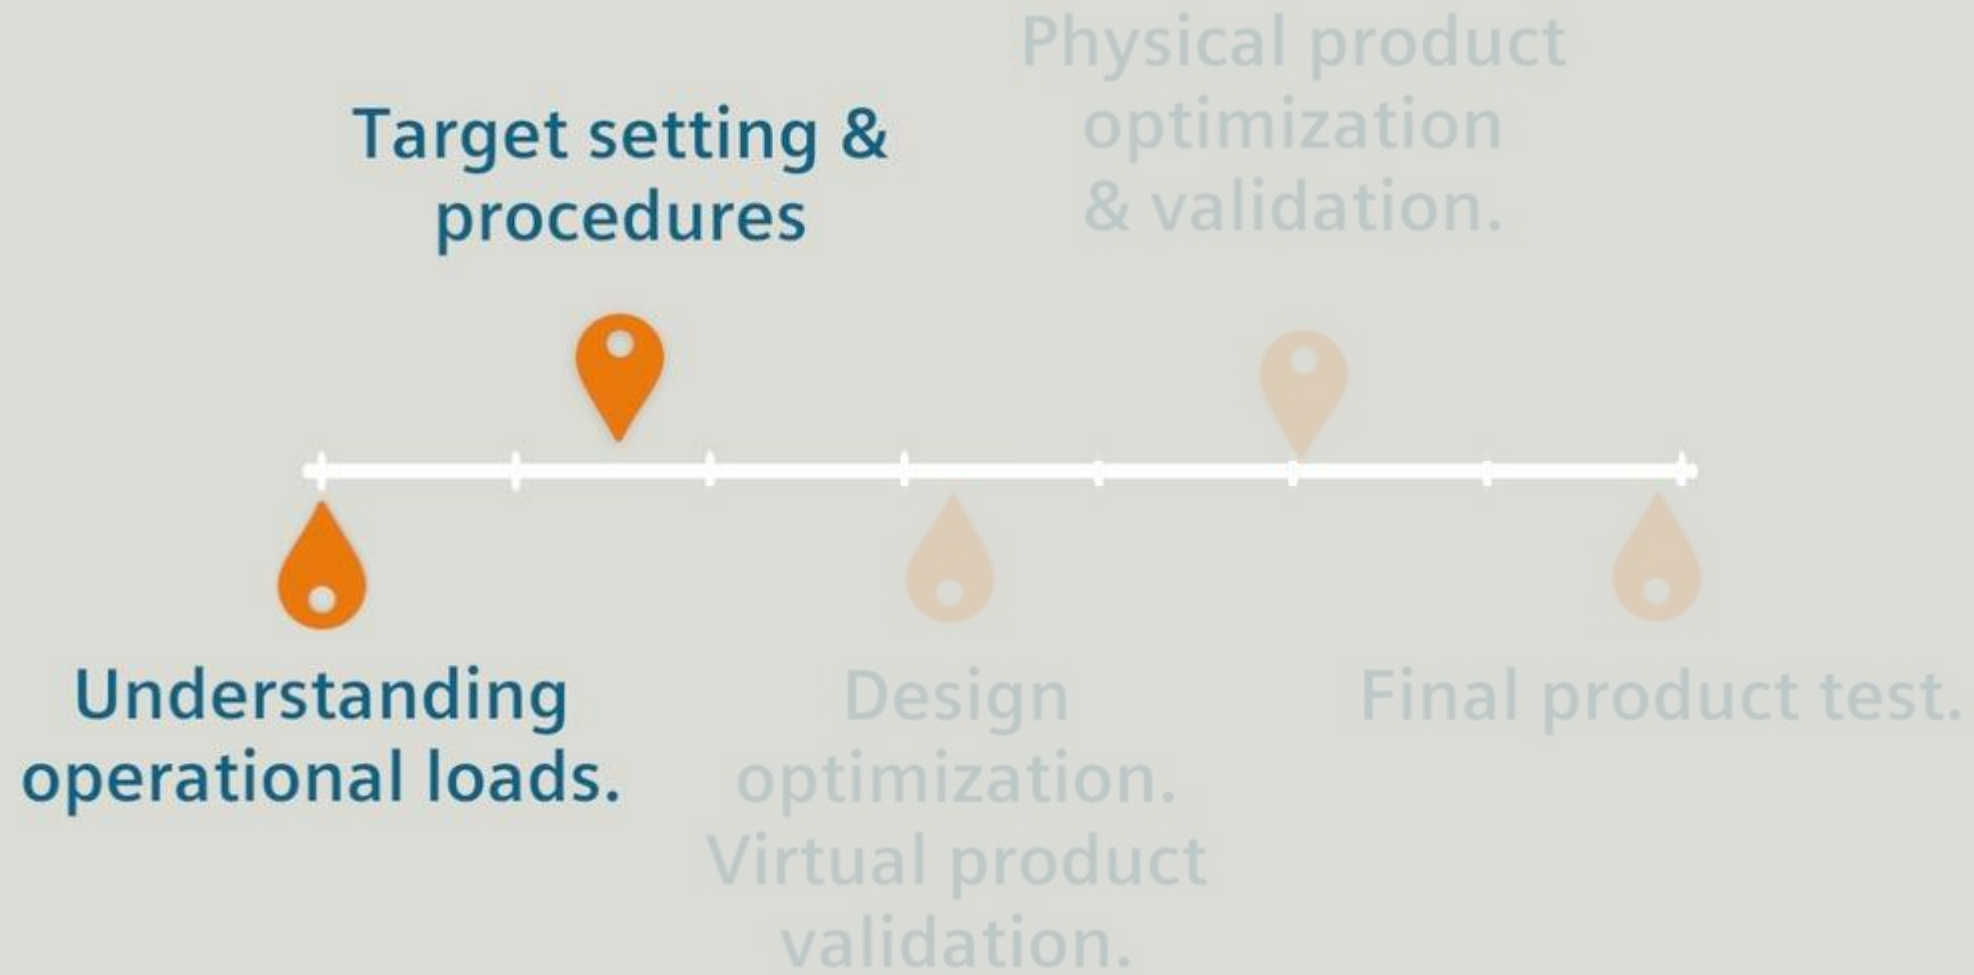 Physical product
optimization
& validation.
Target setting &
procedures
Understanding
operational loads.
Design
optimization.
Virtual product
validation.
Final product test.